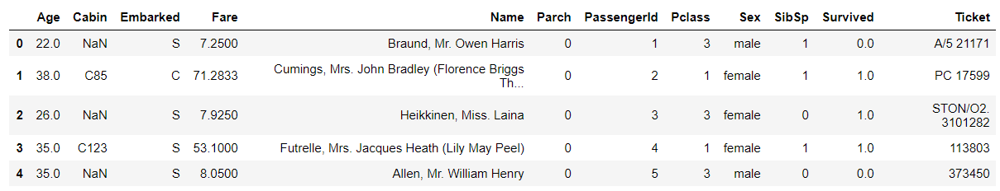 Age Cabin Embarked Fare Name Parch PassengerId Pclass Sex SibSp Survived Ticket
0 22.0 NaN S 7.2500 Braund, Mr. Owen Harris 0 1 3 male 1 0.0 A/5 21171
1 38.0 C85 C 71.2833 Cumings, Mrs. John Bradley (Florence Briggs
Th... 0 2 1 female 1 1.0 PC 17599
2 26.0 NaN S 7.9250 Heikkinen, Miss. Laina 0 3 3 female 0 1.0 STON/O2.
3101282
3 35.0 C123 S 53.1000 Futrelle, Mrs. Jacques Heath (Lily May Peel) 0 4 1 female 1 1.0 113803
4 35.0 NaN S 8.0500 Allen, Mr. William Henry 0 5 3 male 0 0.0 373450